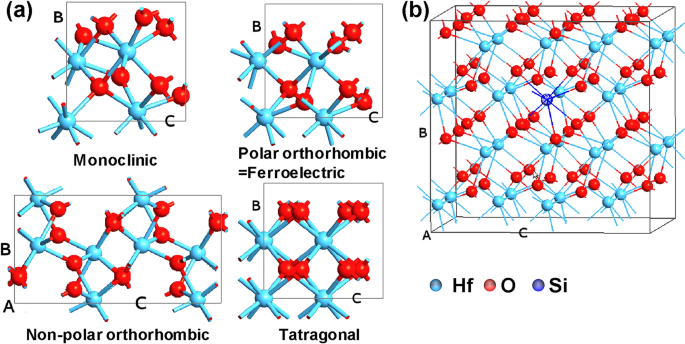 (a)
B
C
Monoclinic
B
C
Polar orthorhombic
=Ferroelectric
B
A
C
Non-polar orthorhombic
B
C
Tatragonal
(b)
B
A
C
Hf O Si